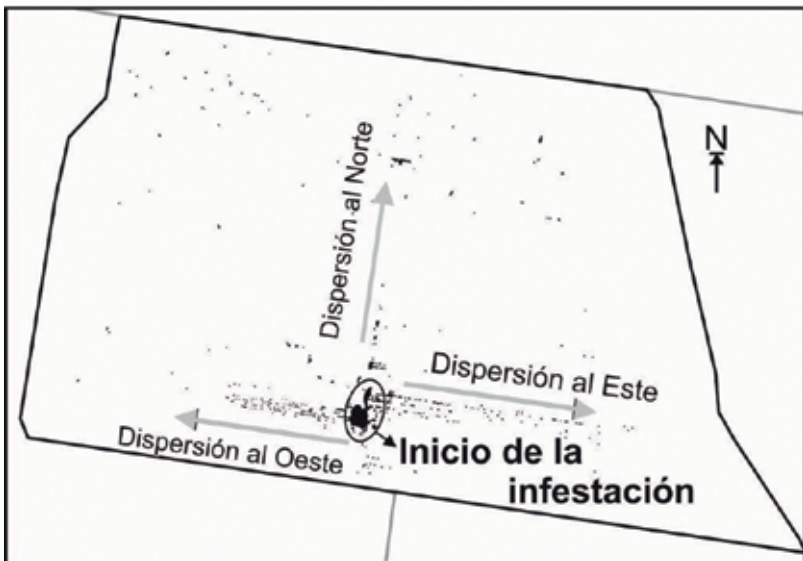 N
Dispersión al Norte
Dispersión al Este
Dispersión al Oeste
Inicio de la
infestación